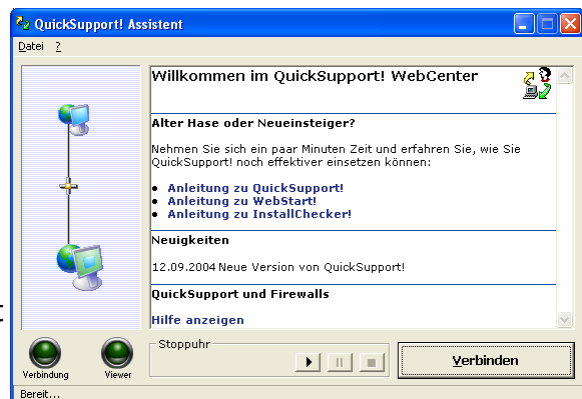 QuickSupport! Assistent
Datei ?
Willkommen im QuickSupport! WebCenter
Alter Hase oder Neueinsteiger?
Nehmen Sie sich ein paar Minuten Zeit und erfahren Sie, wie Sie
QuickSupport! noch effektiver einsetzen können:
• Anleitung zu QuickSupport!
• Anleitung zu WebStart!
• Anleitung zu InstallChecker!
Neuigkeiten
12.09.2004 Neue Version von QuickSupport!
QuickSupport und Firewalls
Hilfe anzeigen
t
Verbindung
Viewer
Stoppuhr
Verbinden
Bereit...